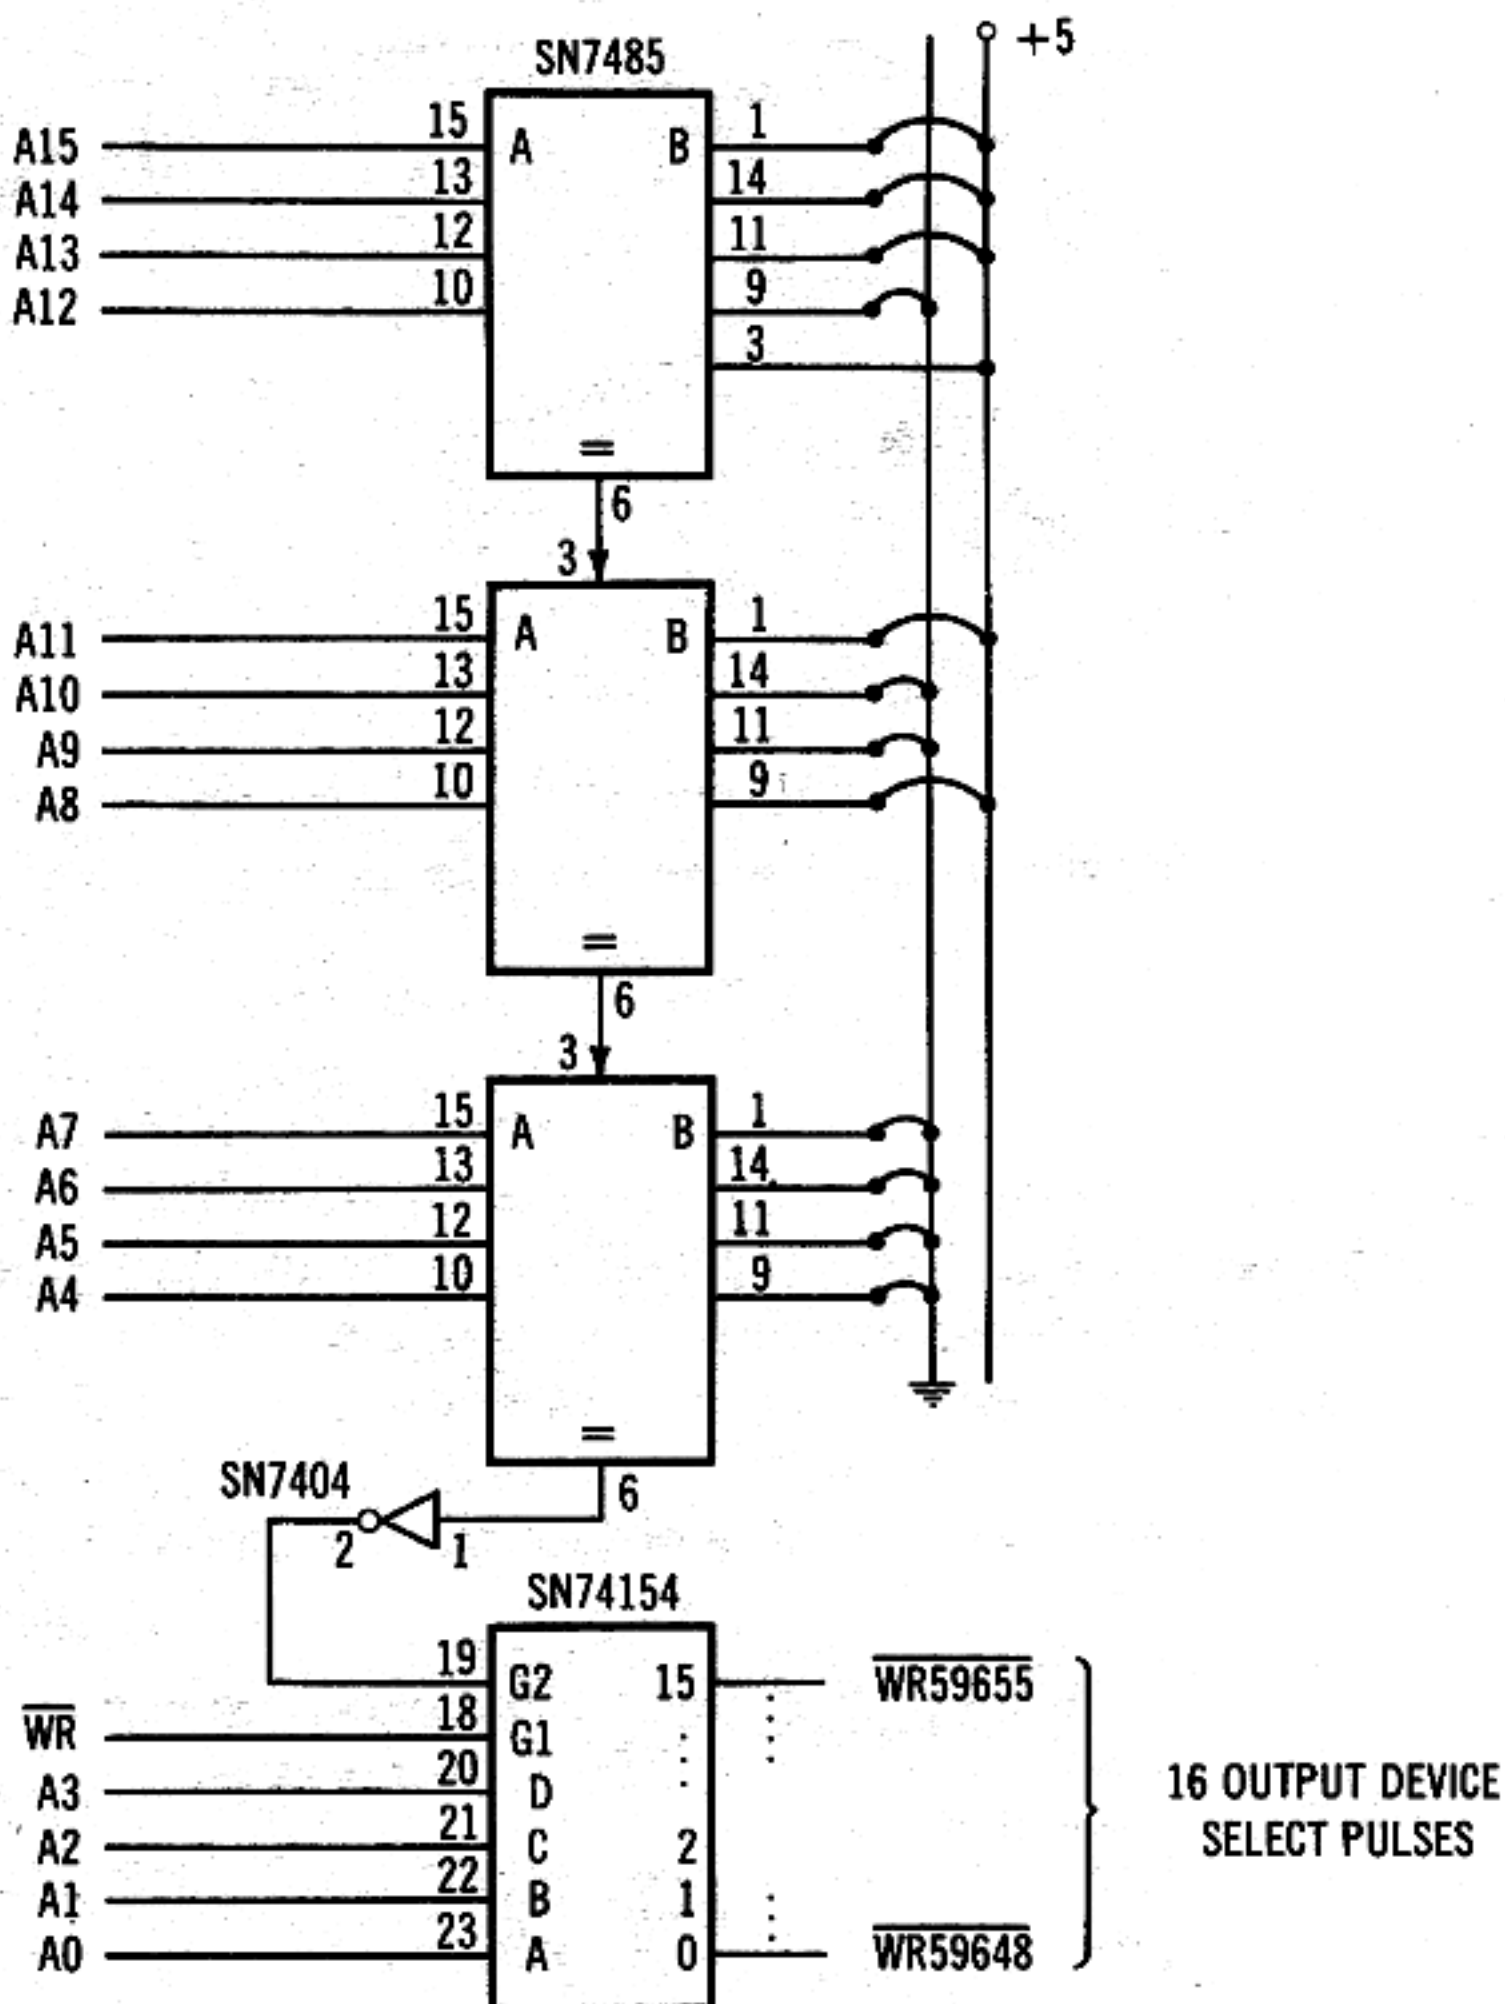 SN7485
+5
A15 15 A B 1
A14 13 14
A13 12 11
A12 10 9
3
=
6
3
A11 15 A B 1
A10 13 14
A9 12 11
A8 10 9
=
6
3
A7 15 A B 1
A6 13 14
A5 12 11
A4 10 9
=
6
SN7404
2 1
SN74154
19 G2 15 WR59655
WR 18 G1
A3 20 D
A2 21 C 2
A1 22 B 1
A0 23 A 0 WR59648
16 OUTPUT DEVICE
SELECT PULSES